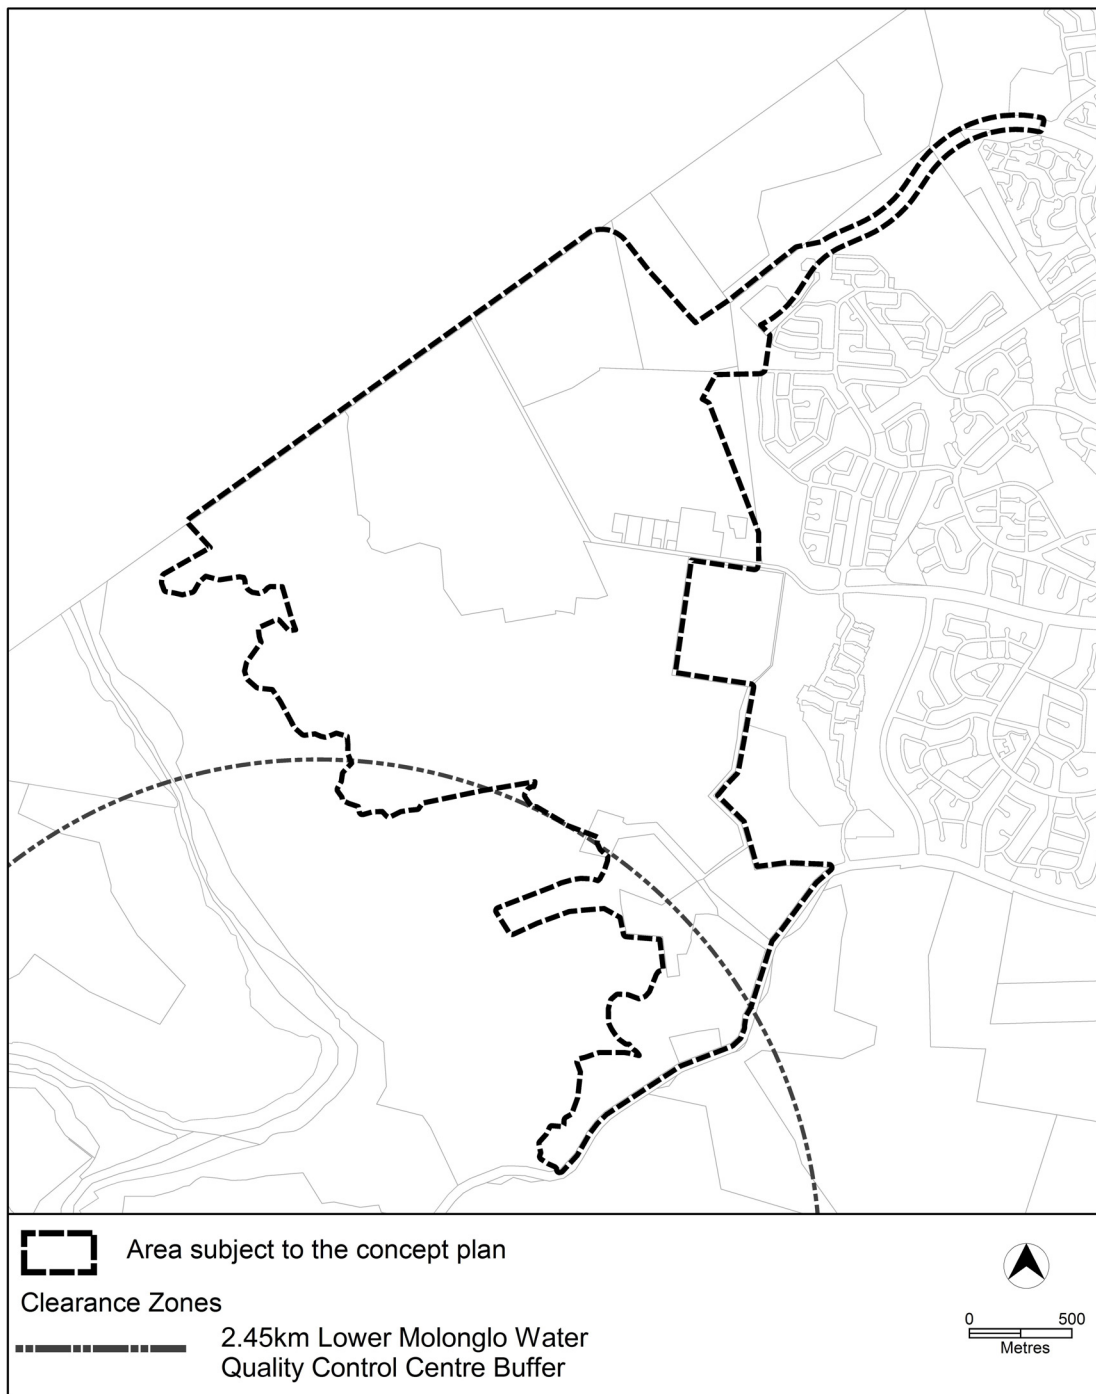 Area subject to the concept plan
Clearance Zones
2.45km Lower Molonglo Water
Quality Control Centre Buffer
0 500
Metres